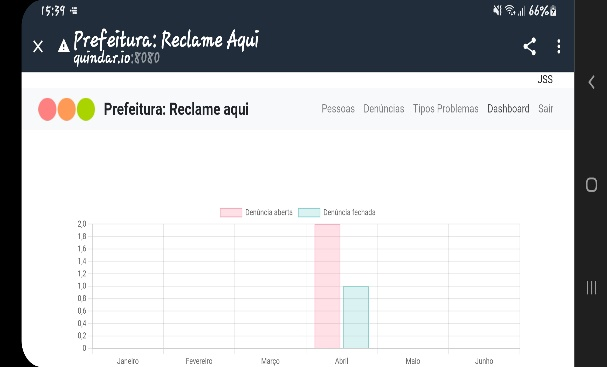 15:39
66%
Prefeitura: Reclame Aqui
quindar.io:8080
JSS
Prefeitura: Reclame aqui
Pessoas Denúncias Tipos Problemas Dashboard Sair
Denúncia aberta Denúncia fechada
2,0
1,8
1,6
1,4
1,2
1,0
0,8
0,6
0,4
0,2
0
Janeiro Fevereiro Março Abril Maio Junho